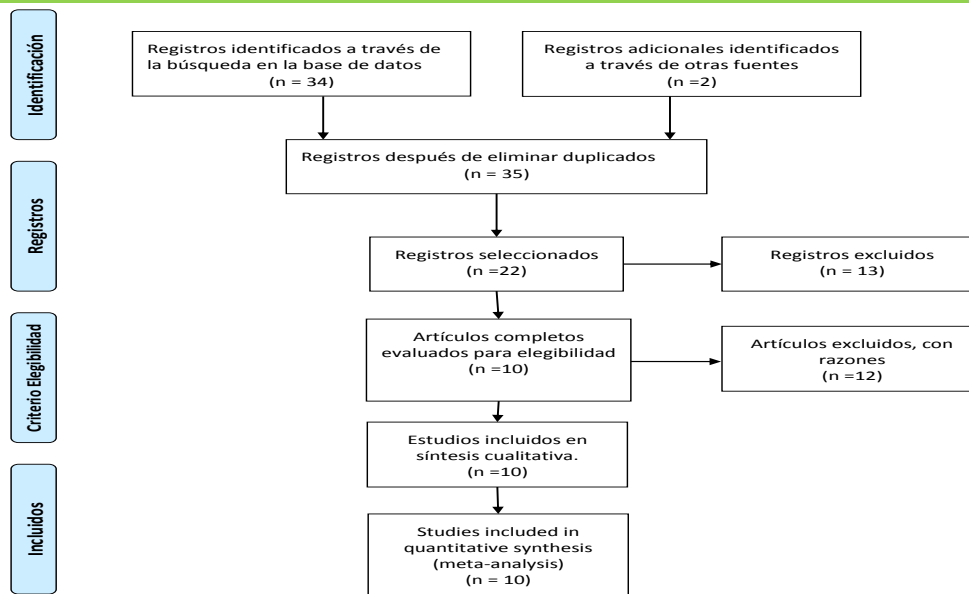 Identificación
Registros identificados a través de
la búsqueda en la base de datos
(n = 34)
Registros adicionales identificados
a través de otras fuentes
(n =2)
Registros después de eliminar duplicados
(n = 35)
Registros
Registros seleccionados
(n =22)
Registros excluidos
(n = 13)
Criterio Elegibilidad
Artículos completos
evaluados para elegibilidad
(n =10)
Artículos excluidos, con
razones
(n =12)
Estudios incluidos en
síntesis cualitativa.
(n =10)
Incluidos
Studies included in
quantitative synthesis
(meta-analysis)
(n = 10)